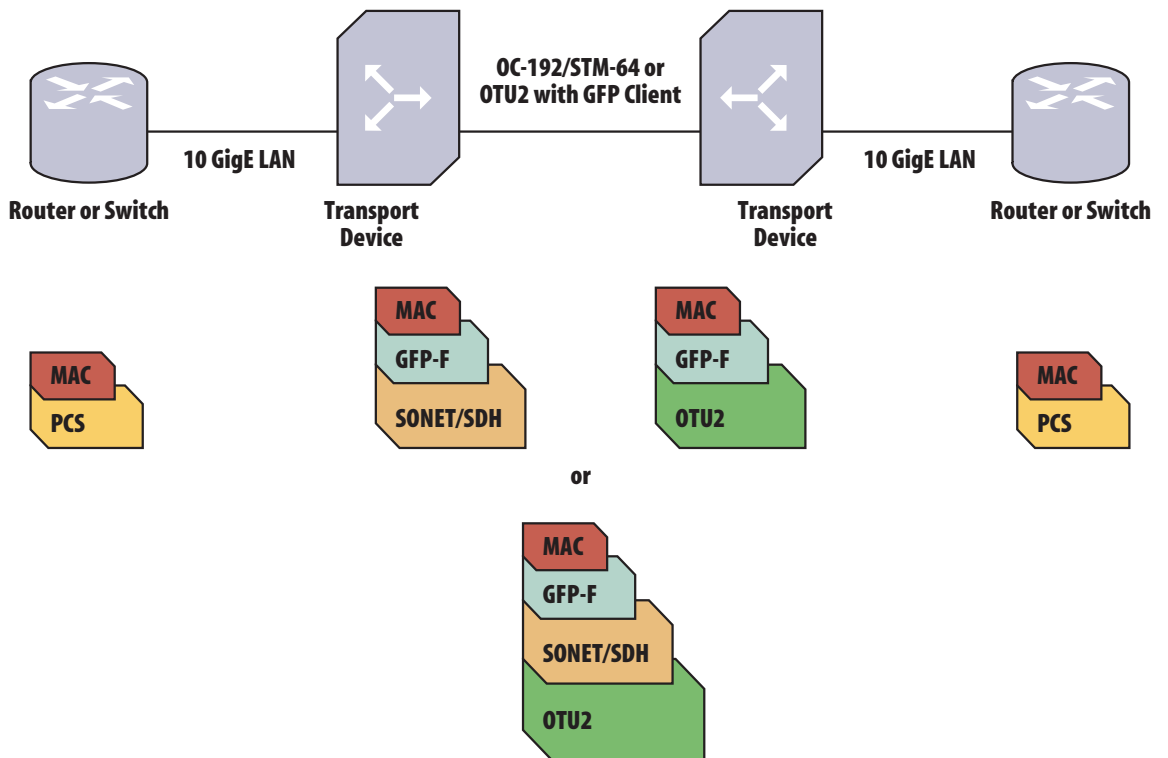 OC-192/STM-64 or
OTU2 with GFP Client
10 GigE LAN
10 GigE LAN
Router or Switch
Transport
Device
Transport
Device
Router or Switch
MAC
GFP-F
SONET/SDH
MAC
GFP-F
OTU2
MAC
PCS
MAC
PCS
or
MAC
GFP-F
SONET/SDH
OTU2